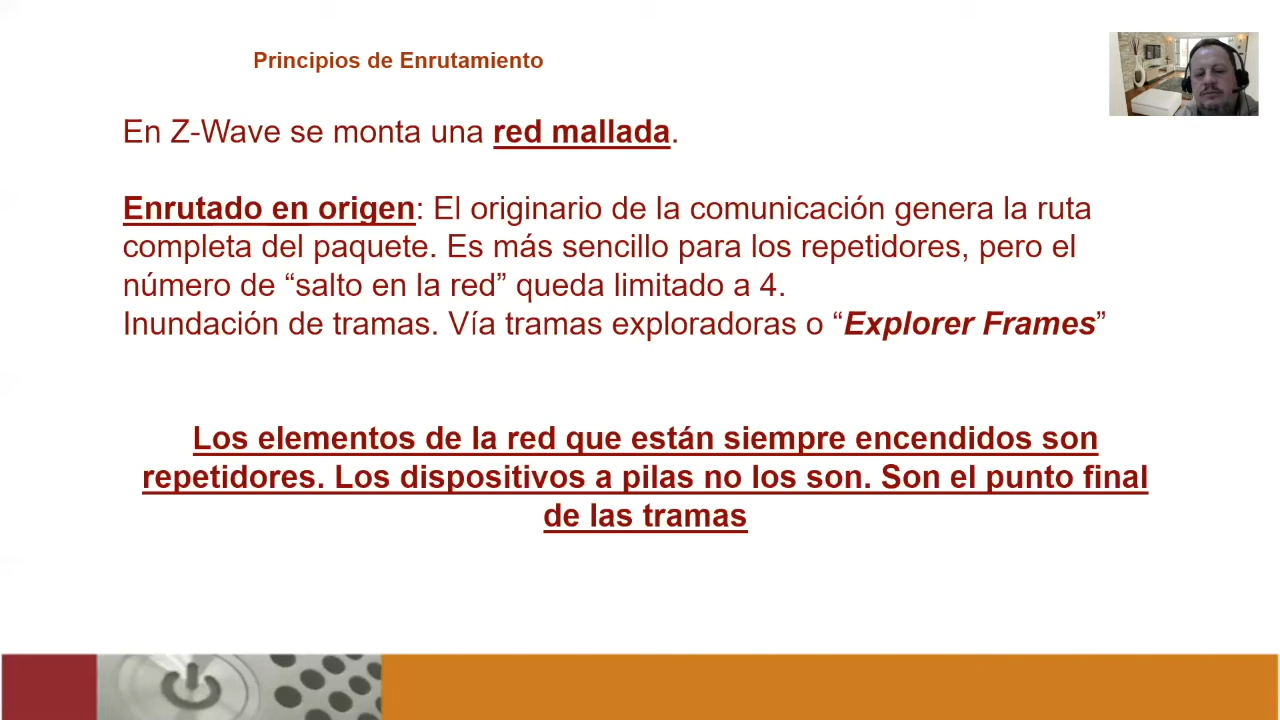 Principios de Enrutamiento
En Z-Wave se monta una red mallada.
Enrutado en origen: El originario de la comunicación genera la ruta
completa del paquete. Es más sencillo para los repetidores, pero el
número de “salto en la red” queda limitado a 4.
Inundación de tramas. Vía tramas exploradoras o “Explorer Frames”
Los elementos de la red que están siempre encendidos son
repetidores. Los dispositivos a pilas no los son. Son el punto final
de las tramas